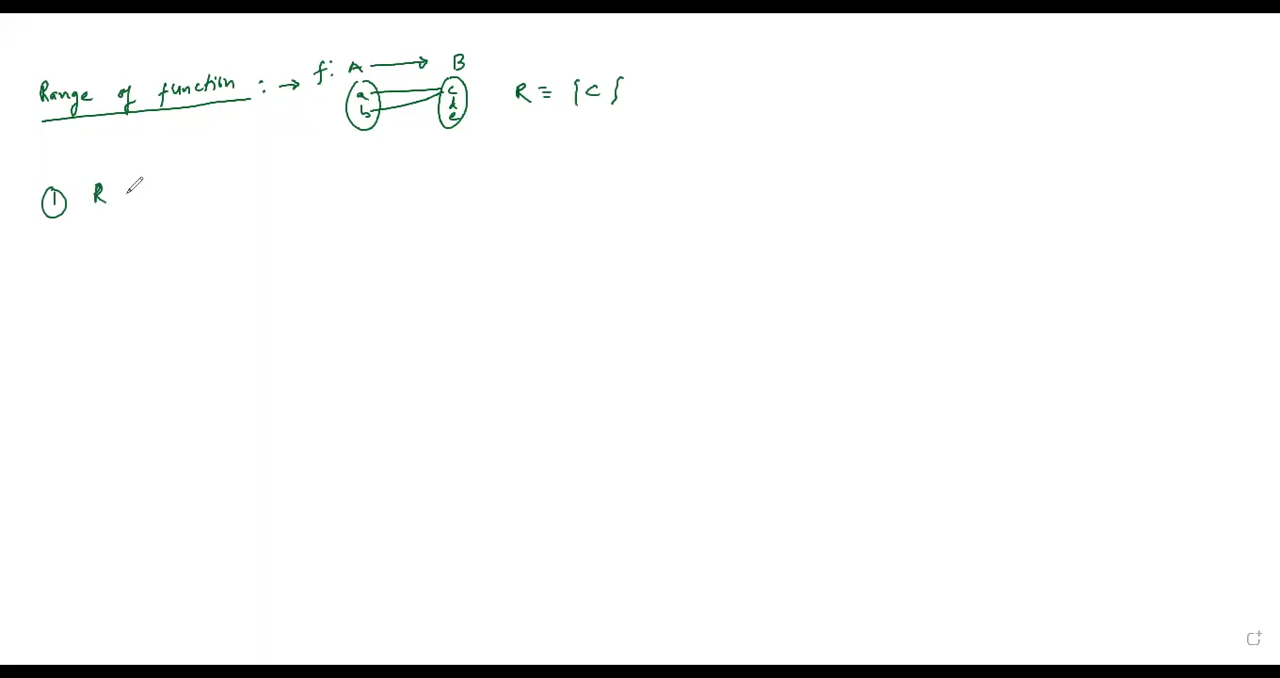 Range of function : → f: A → B R ≡ {c}
a c
b d
e
① R